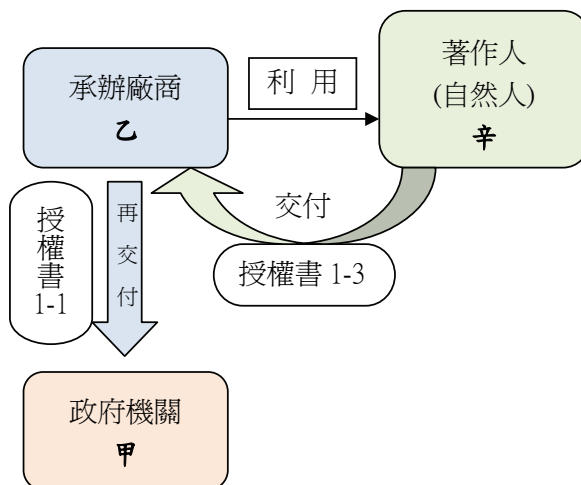 著作人
(自然人)
辛
承辦廠商
乙
利 用
交付
授權書 1-3
授權書
1-1
再交付
政府機關
甲